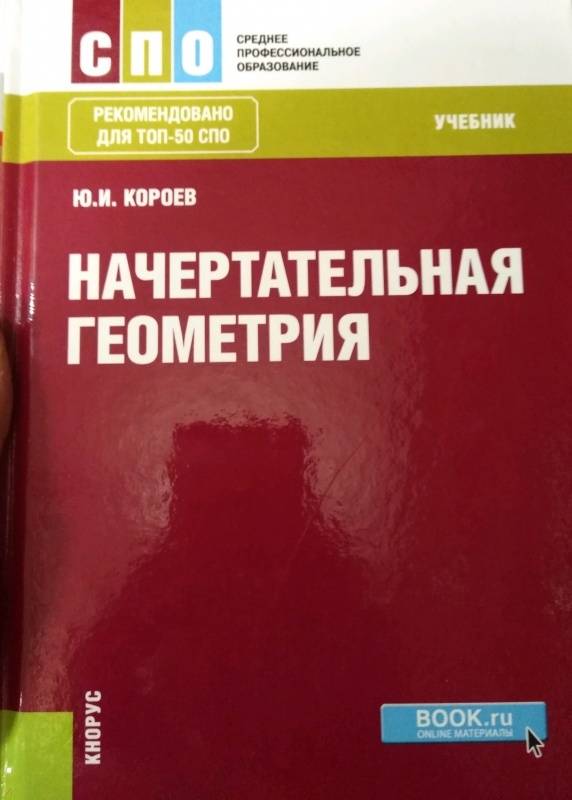 СПО
СРЕДНЕЕ
ПРОФЕССИОНАЛЬНОЕ
ОБРАЗОВАНИЕ
РЕКОМЕНДОВАНО
ДЛЯ ТОП-50 СПО
УЧЕБНИК
Ю.И. КОРОЕВ
НАЧЕРТАТЕЛЬНАЯ
ГЕОМЕТРИЯ
КНОРУС
BOOK.ru
ONLINE МАТЕРИАЛЫ